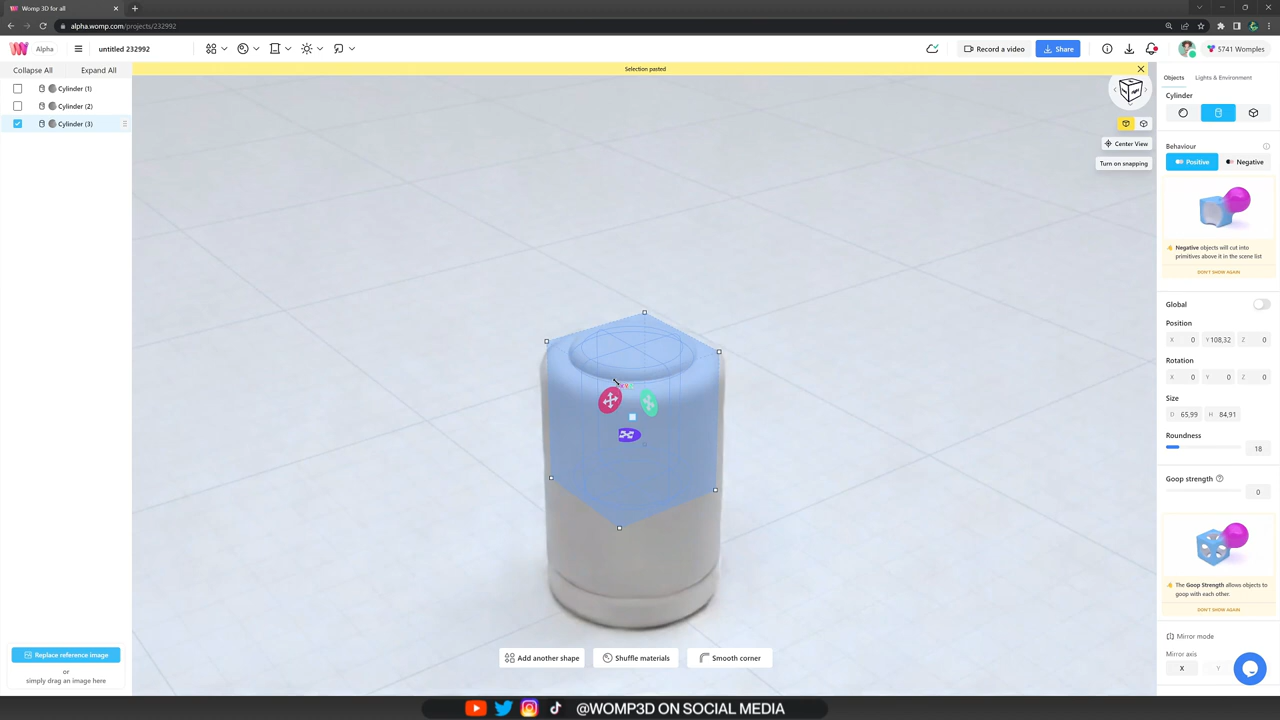 Womp 3D for all
alpha.womp.com/projects/232992
Alpha
untitled 232992
Record a video
Share
5741 Womples
Collapse All
Expand All
Selection pasted
Cylinder (1)
Cylinder (2)
Cylinder (3)
Center View
Turn on snapping
Objects
Lights & Environment
Cylinder
Behaviour
Positive
Negative
Negative objects will cut into
primitives above it in the scene
list
DON'T SHOW AGAIN
Global
Position
X 0 Y 108,32 Z 0
Rotation
X 0 Y 0 Z 0
Size
D 65,99 H 84,91
Roundness
18
Goop strength
0
The Goop Strength allows objects to
goop with each other.
DON'T SHOW AGAIN
Mirror mode
Mirror axis
X Y
Replace reference image
or
simply drag an image here
Add another shape
Shuffle materials
Smooth corner
@WOMP3D ON SOCIAL MEDIA